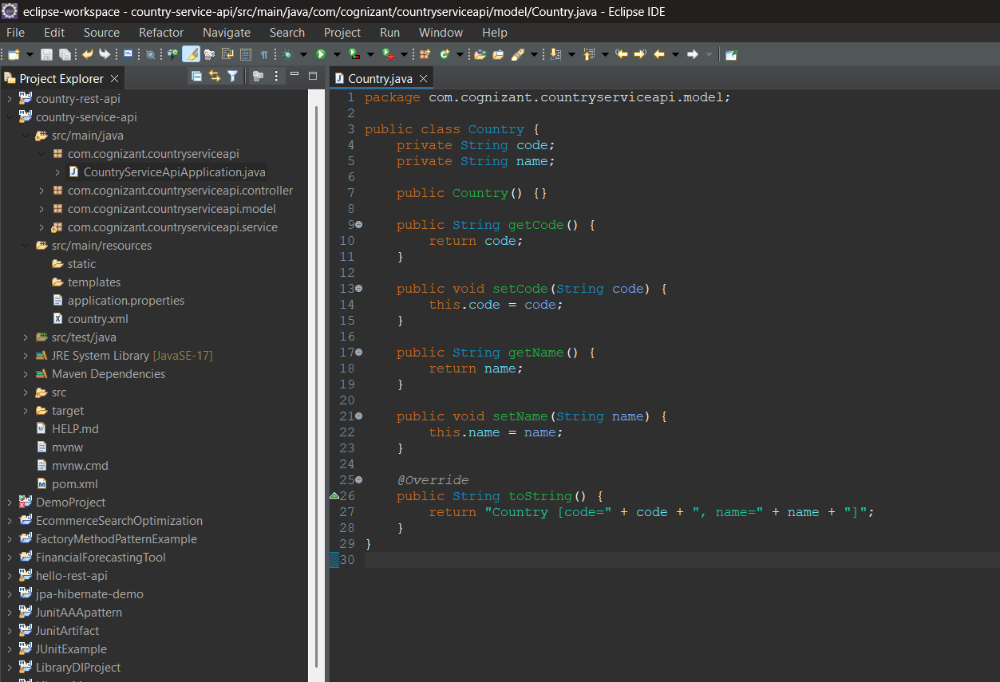 eclipse-workspace - country-service-api/src/main/java/com/cognizant/countryserviceapi/model/Country.java - Eclipse IDE
File Edit Source Refactor Navigate Search Project Run Window Help
Project Explorer
country-rest-api
country-service-api
src/main/java
com.cognizant.countryserviceapi
CountryServiceApiApplication.java
com.cognizant.countryserviceapi.controller
com.cognizant.countryserviceapi.model
com.cognizant.countryserviceapi.service
src/main/resources
static
templates
application.properties
country.xml
src/test/java
JRE System Library [JavaSE-17]
Maven Dependencies
src
target
HELP.md
mvnw
mvnw.cmd
pom.xml
DemoProject
EcommerceSearchOptimization
FactoryMethodPatternExample
FinancialForecastingTool
hello-rest-api
jpa-hibernate-demo
JunitAAApattern
JunitArtifact
JUnitExample
LibraryDIProject
Country.java
1 package com.cognizant.countryserviceapi.model;
2
3 public class Country {
4     private String code;
5     private String name;
6
7     public Country() {}
8
9     public String getCode() {
10         return code;
11     }
12
13     public void setCode(String code) {
14         this.code = code;
15     }
16
17     public String getName() {
18         return name;
19     }
20
21     public void setName(String name) {
22         this.name = name;
23     }
24
25     @Override
26     public String toString() {
27         return "Country [code=" + code + ", name=" + name + "]";
28     }
29 }
30